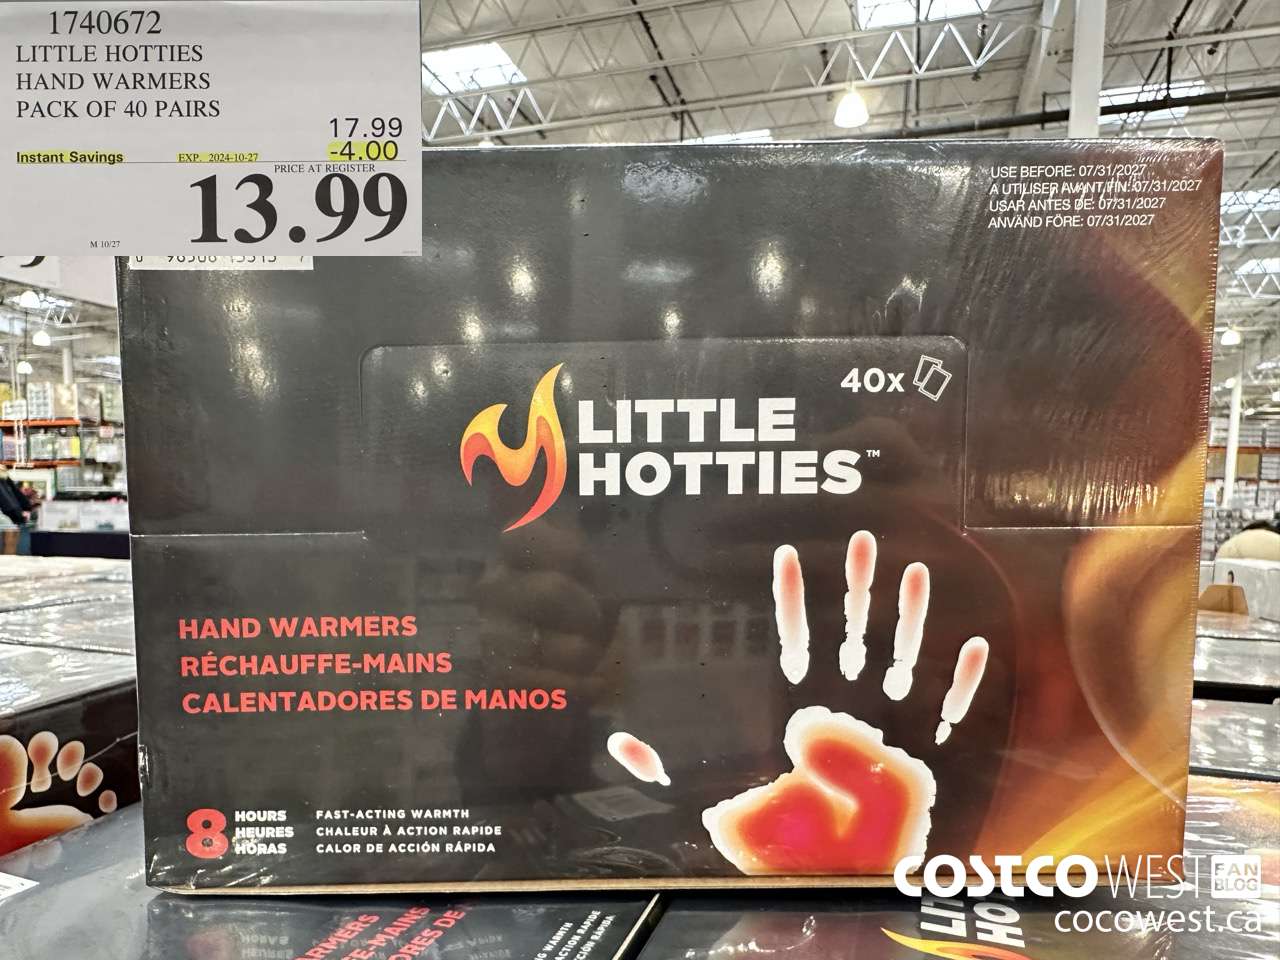 1740672
LITTLE HOTTIES
HAND WARMERS
PACK OF 40 PAIRS
17.99
Instant Savings EXP. 2024-10-27 -4.00
PRICE AT REGISTER
13.99
M 10/27
USE BEFORE: 07/31/2027
A UTILISER AVANT/FIN: 07/31/2027
USAR ANTES DE: 07/31/2027
ANVÄND FÖRE: 07/31/2027
40x
LITTLE
HOTTIES™
HAND WARMERS
RÉCHAUFFE-MAINS
CALENTADORES DE MANOS
8 HOURS
HEURES
HORAS
FAST-ACTING WARMTH
CHALEUR À ACTION RAPIDE
CALOR DE ACCIÓN RÁPIDA
COSTCO WEST FAN BLOG
cocowest.ca